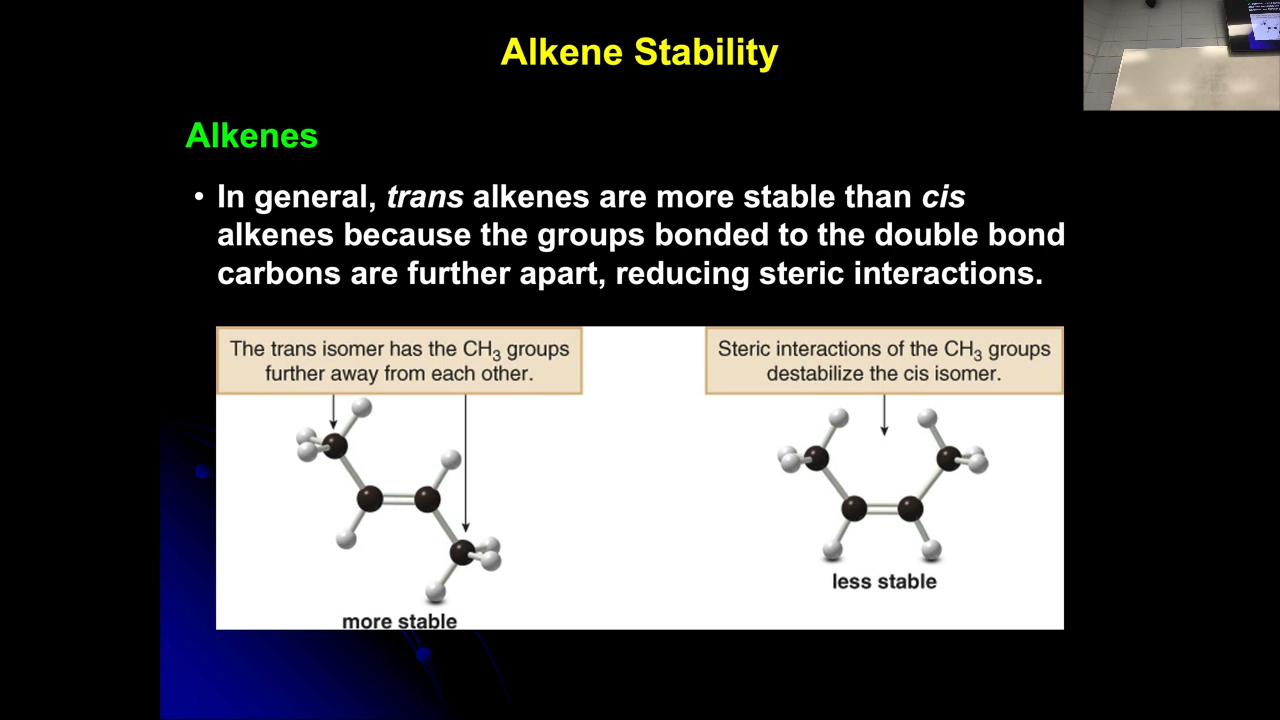 Alkene Stability
Alkenes
• In general, trans alkenes are more stable than cis
alkenes because the groups bonded to the double bond
carbons are further apart, reducing steric interactions.
The trans isomer has the CH₃ groups
further away from each other.
Steric interactions of the CH₃ groups
destabilize the cis isomer.
less stable
more stable